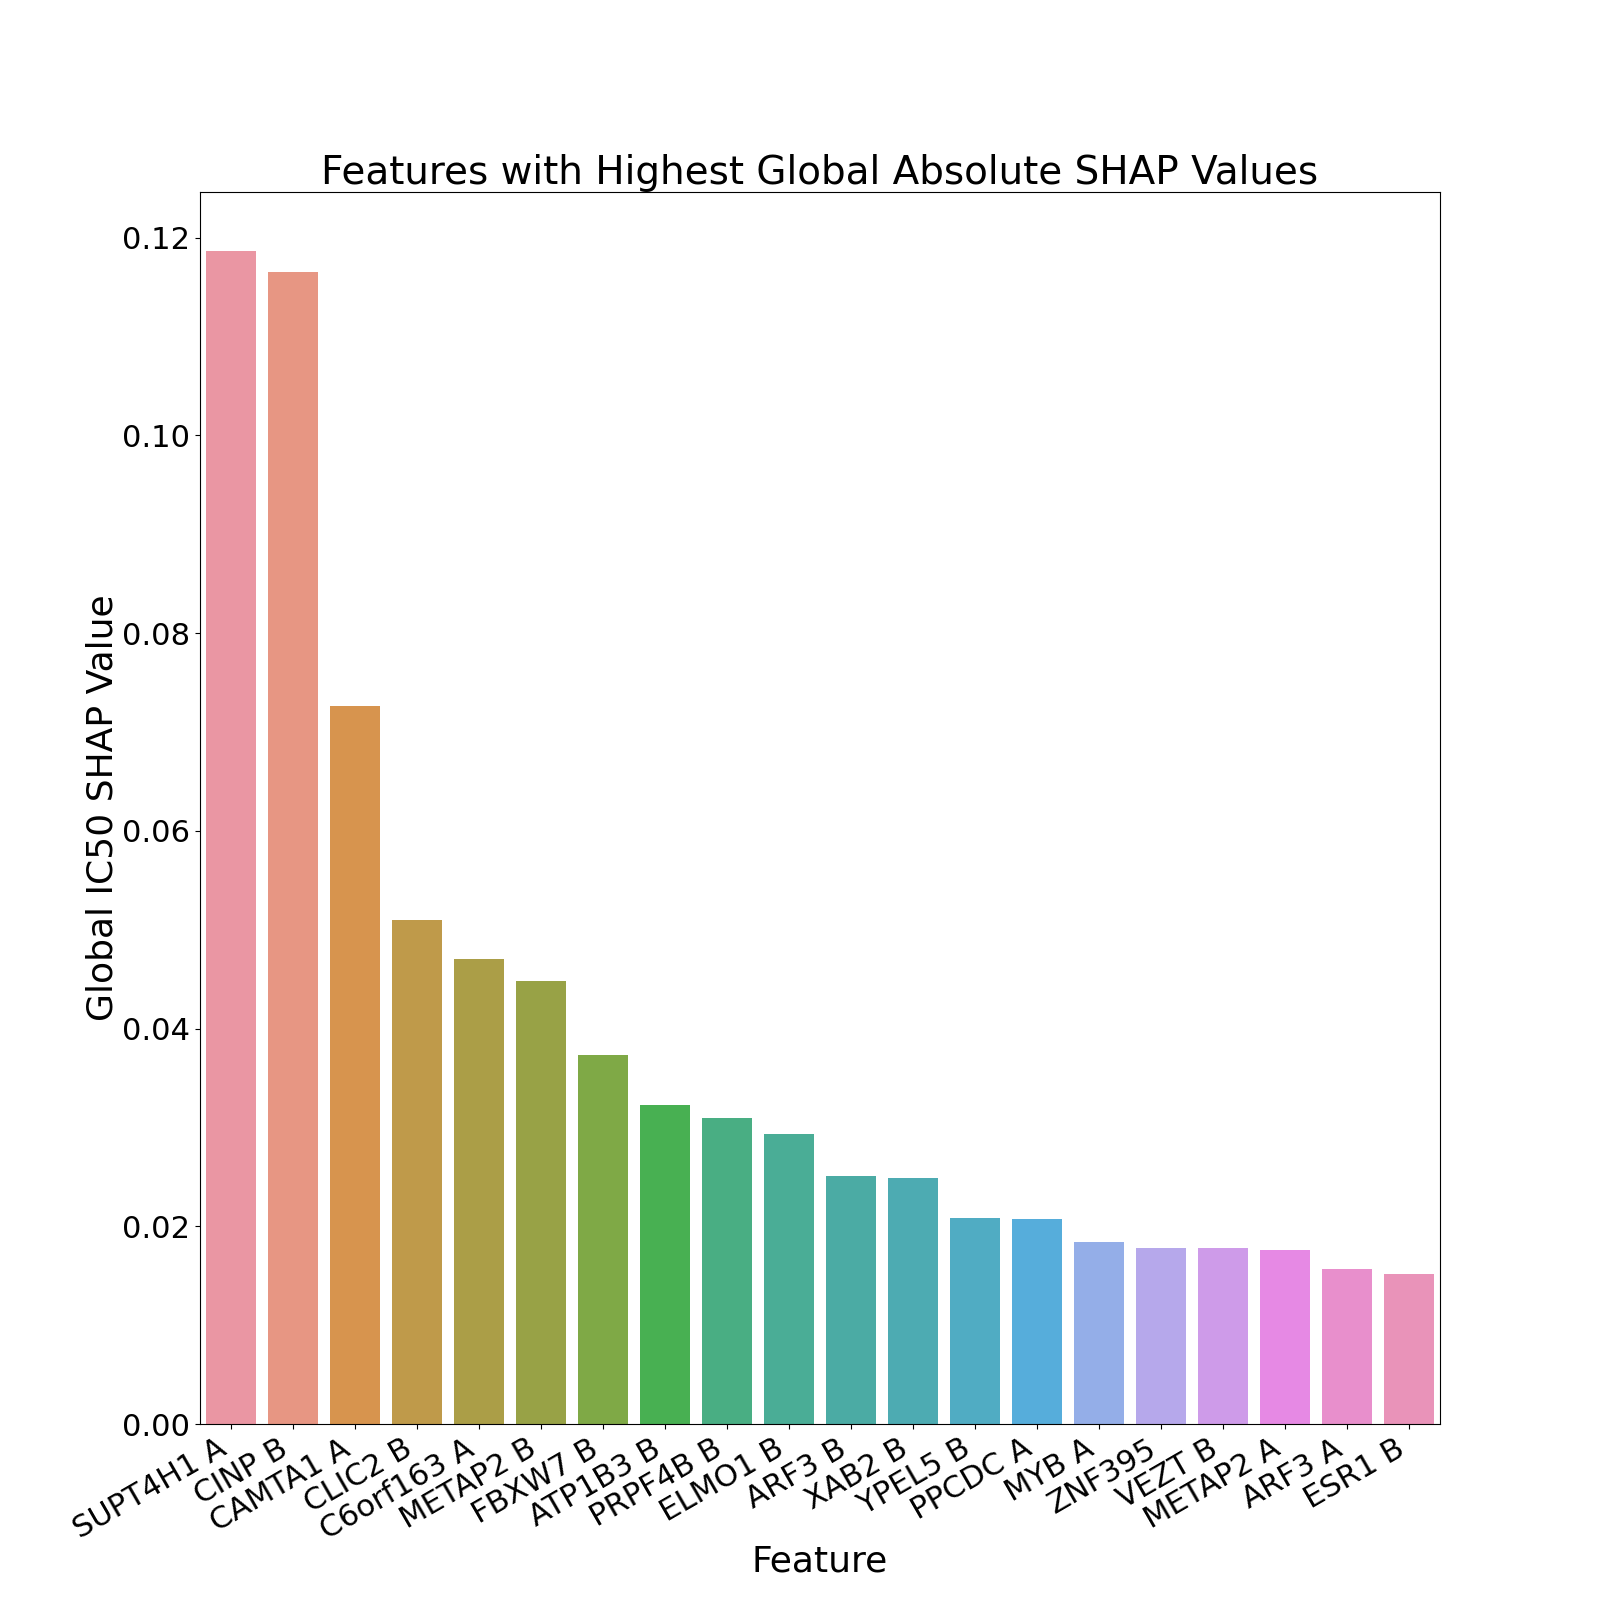 Features with Highest Global Absolute SHAP Values
Global IC50 SHAP Value
0.12
0.10
0.08
0.06
0.04
0.02
0.00
SUPT4H1 A
CINP B
CAMTA1 A
CLIC2 B
C6orf163 A
METAP2 B
FBXW7 B
ATP1B3 B
PRPF4B B
ELMO1 B
ARF3 B
XAB2 B
YPEL5 B
PPCDC A
MYB A
ZNF395
VEZT B
METAP2 A
ARF3 A
ESR1 B
Feature